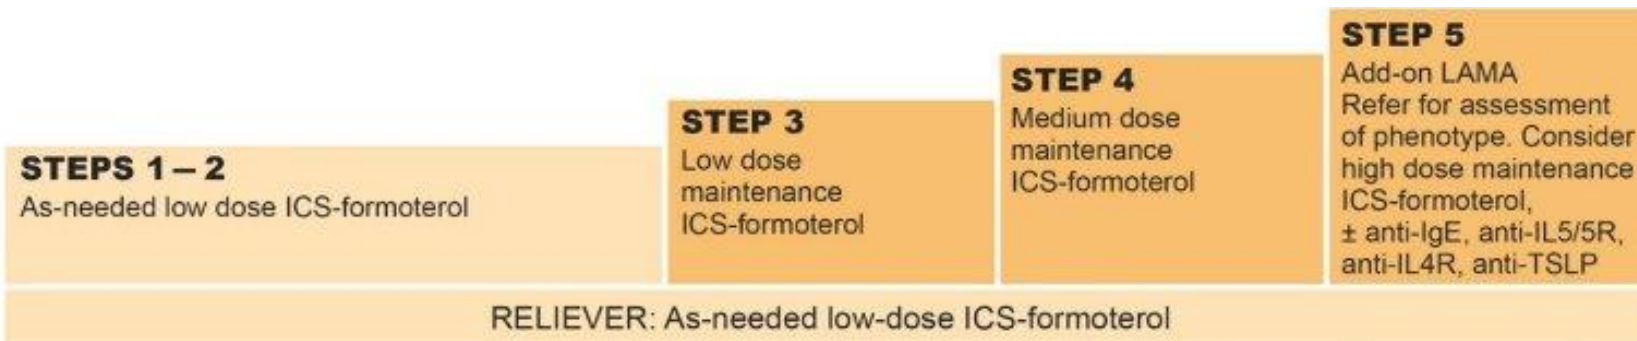 STEPS 1 – 2
As-needed low dose ICS-formoterol
STEP 3
Low dose
maintenance
ICS-formoterol
STEP 4
Medium dose
maintenance
ICS-formoterol
STEP 5
Add-on LAMA
Refer for assessment
of phenotype. Consider
high dose maintenance
ICS-formoterol,
± anti-IgE, anti-IL5/5R,
anti-IL4R, anti-TSLP
RELIEVER: As-needed low-dose ICS-formoterol